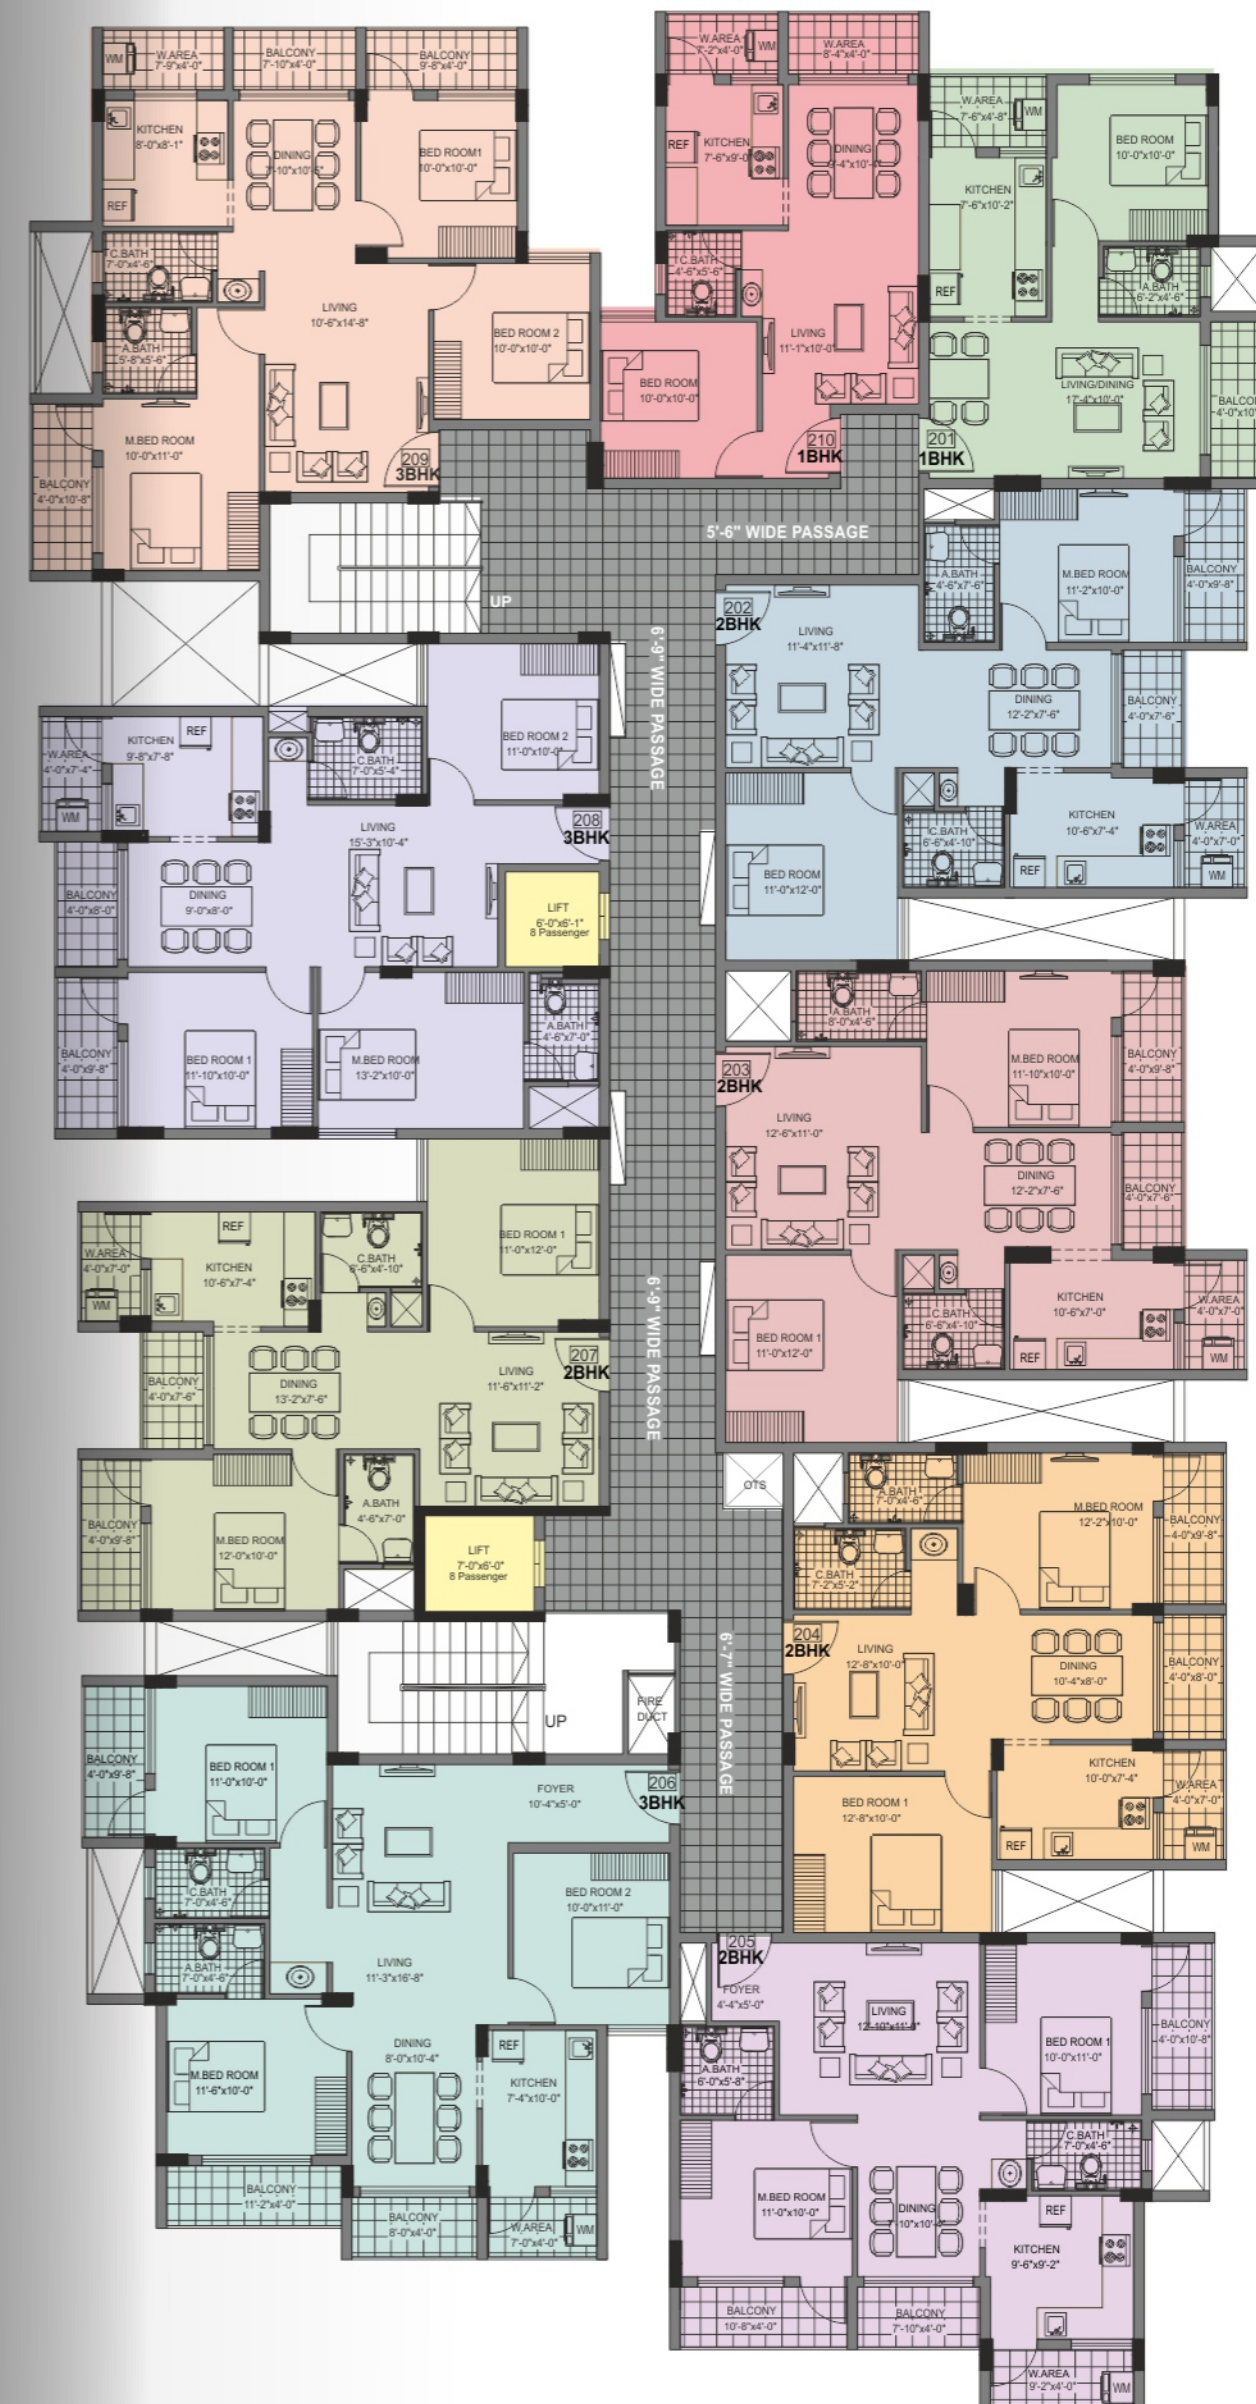 WM
W.AREA
7'-9"x4'-0"
BALCONY
7'-10"x4'-0"
BALCONY
9'-8"x4'-0"
KITCHEN
8'-0"x8'-1"
REF
DINING
BED ROOM1
10'-0"x10'-0"
C.BATH
7'-0"x4'-6"
A.BATH
5'-8"x5'-6"
LIVING
10'-6"x14'-8"
BED ROOM 2
10'-0"x10'-0"
M.BED ROOM
10'-0"x11'-0"
BALCONY
4'-0"x10'-8"
209
3BHK
W.AREA
7'-2"x4'-0"
WM
W.AREA
8'-4"x4'-0"
REF
KITCHEN
7'-6"x9'-0"
DINING
C.BATH
4'-6"x5'-6"
LIVING
11'-1"x10'-0"
BED ROOM
10'-0"x10'-0"
210
1BHK
W.AREA
7'-6"x4'-8"
WM
BED ROOM
10'-0"x10'-0"
KITCHEN
7'-6"x10'-2"
REF
A.BATH
6'-2"x4'-6"
LIVING/DINING
17'-4"x10'-0"
BALCO
4'-0"x10'
201
1BHK
5'-6" WIDE PASSAGE
UP
6'-9" WIDE PASSAGE
202
2BHK
LIVING
11'-4"x11'-8"
A.BATH
4'-6"x7'-6"
M.BED ROOM
11'-2"x10'-0"
BALCONY
4'-0"x9'-8"
DINING
12'-2"x7'-6"
BALCONY
4'-0"x7'-6"
BED ROOM
11'-0"x12'-0"
C.BATH
6'-6"x4'-10"
KITCHEN
10'-6"x7'-4"
REF
W.AREA
4'-0"x7'-0"
WM
BED ROOM 2
11'-0"x10'-0"
W.AREA
4'-0"x7'-4"
WM
KITCHEN
9'-8"x7'-8"
REF
C.BATH
7'-0"x5'-4"
LIVING
15'-3"x10'-4"
208
3BHK
BALCONY
4'-0"x8'-0"
DINING
9'-0"x8'-0"
LIFT
6'-0"x6'-1"
8 Passenger
BALCONY
4'-0"x9'-8"
BED ROOM 1
11'-10"x10'-0"
M.BED ROOM
13'-2"x10'-0"
A.BATH
4'-6"x7'-0"
A.BATH
8'-0"x4'-6"
M.BED ROOM
11'-10"x10'-0"
BALCONY
4'-0"x9'-8"
203
2BHK
LIVING
12'-6"x11'-0"
DINING
12'-2"x7'-6"
BALCONY
4'-0"x7'-6"
BED ROOM 1
11'-0"x12'-0"
C.BATH
6'-6"x4'-10"
KITCHEN
10'-6"x7'-0"
REF
W.AREA
4'-0"x7'-0"
WM
6'-9" WIDE PASSAGE
BED ROOM 1
11'-0"x12'-0"
W.AREA
4'-0"x7'-0"
WM
REF
KITCHEN
10'-6"x7'-4"
C.BATH
6'-6"x4'-10"
207
2BHK
LIVING
11'-6"x11'-2"
BALCONY
4'-0"x7'-6"
DINING
13'-2"x7'-6"
BALCONY
4'-0"x9'-8"
M.BED ROOM
12'-0"x10'-0"
A.BATH
4'-6"x7'-0"
LIFT
7'-0"x6'-0"
8 Passenger
OTS
A.BATH
7'-0"x4'-6"
M.BED ROOM
12'-2"x10'-0"
BALCONY
4-0"x9'-8"
C.BATH
7'-2"x5'-2"
204
2BHK
LIVING
12'-8"x10'-0"
DINING
10'-4"x8'-0"
BALCONY
4'-0"x8'-0"
BED ROOM 1
12'-8"x10'-0"
KITCHEN
10'-0"x7'-4"
REF
W.AREA
4'-0"x7'-0"
WM
6'-7" WIDE PASSAGE
FIRE
DUCT
UP
206
3BHK
FOYER
10'-4"x5'-0"
BALCONY
4'-0"x9'-8"
BED ROOM 1
11'-0"x10'-0"
C.BATH
7'-0"x4'-6"
A.BATH
7'-0"x4'-6"
BED ROOM 2
10'-0"x11'-0"
LIVING
11'-3"x16'-8"
M.BED ROOM
11'-6"x10'-0"
DINING
8'-0"x10'-4"
REF
KITCHEN
7'-4"x10'-0"
BALCONY
11'-2"x4'-0"
BALCONY
8'-0"x4'-0"
W.AREA
7'-0"x4'-0"
WM
205
2BHK
FOYER
4'-4"x5'-0"
LIVING
12'-10"x11'-0"
BED ROOM 1
10'-0"x11'-0"
BALCONY
4'-0"x10'-8"
A.BATH
6'-0"x5'-8"
C.BATH
7'-0"x4'-6"
M.BED ROOM
11'-0"x10'-0"
DINING
REF
KITCHEN
9'-6"x9'-2"
BALCONY
10'-8"x4'-0"
BALCONY
7'-10"x4'-0"
W.AREA
9'-2"x4'-0"
WM